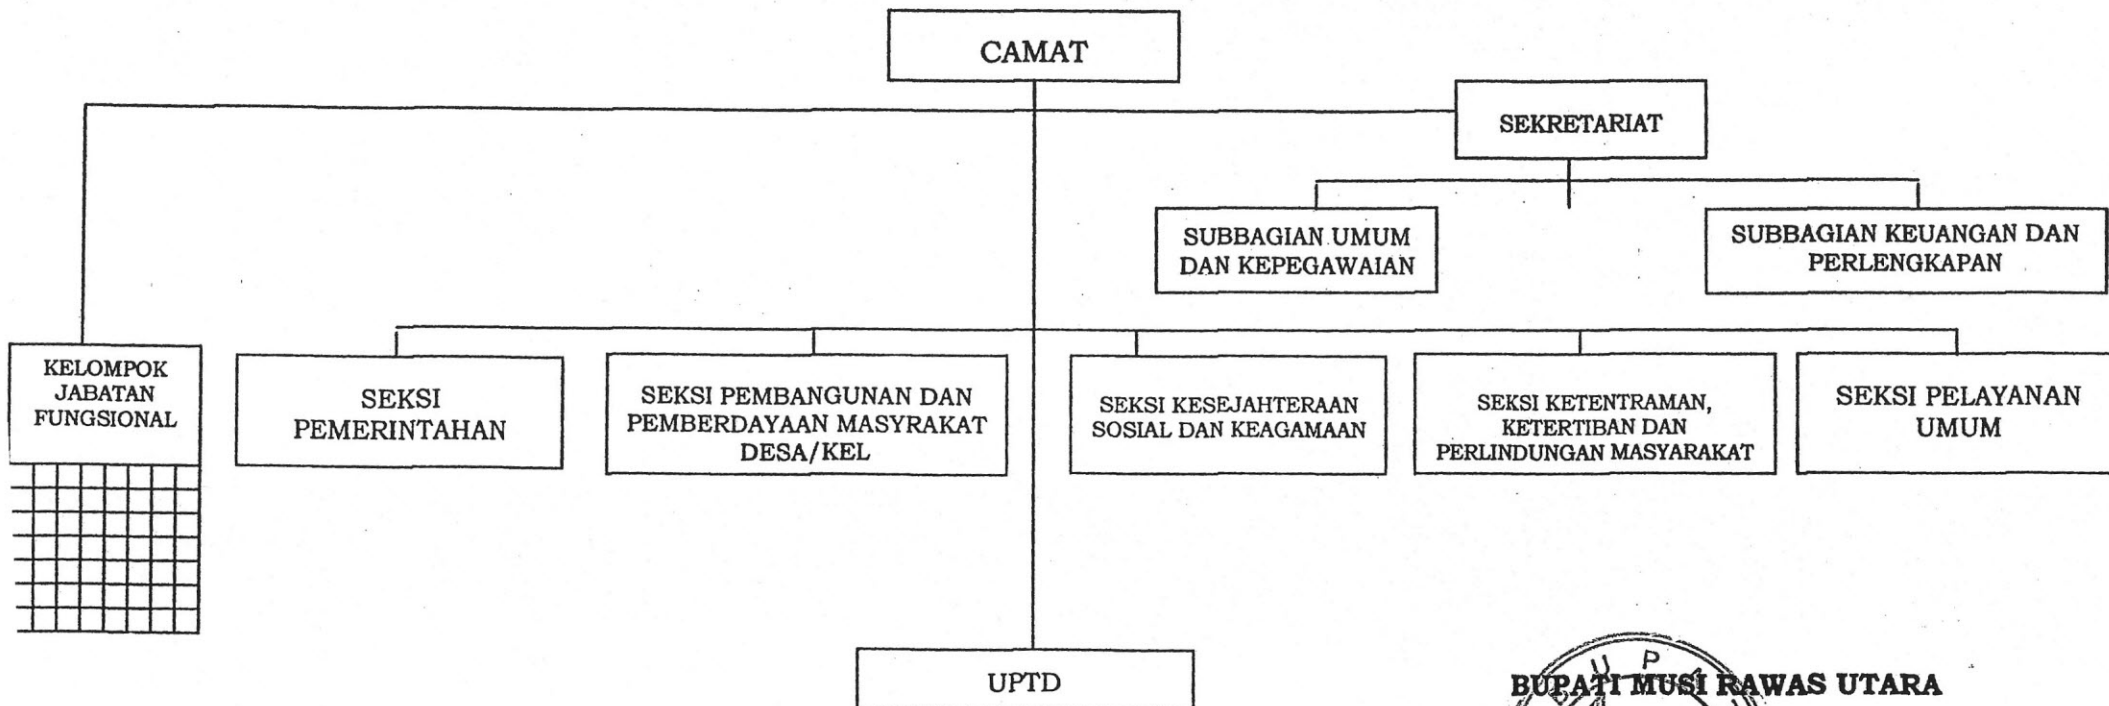 CAMAT
SEKRETARIAT
SUBBAGIAN UMUM
DAN KEPEGAWAIAN
SUBBAGIAN KEUANGAN DAN
PERLENGKAPAN
KELOMPOK
JABATAN
FUNGSIONAL
SEKSI
PEMERINTAHAN
SEKSI PEMBANGUNAN DAN
PEMBERDAYAAN MASYRAKAT
DESA/KEL
SEKSI KESEJAHTERAAN
SOSIAL DAN KEAGAMAAN
SEKSI KETENTRAMAN,
KETERTIBAN DAN
PERLINDUNGAN MASYARAKAT
SEKSI PELAYANAN
UMUM
UPTD
BUPATI MUSI RAWAS UTARA